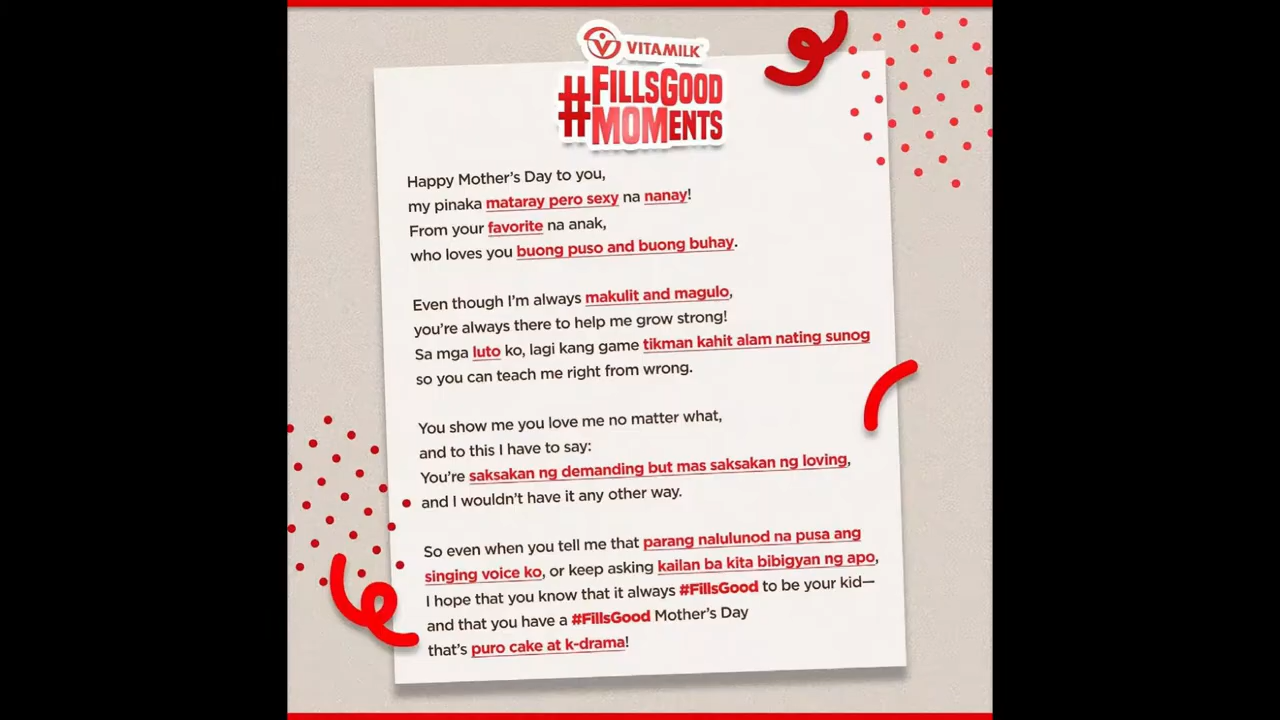 VITAMILK
#FILLSGOOD
MOMENTS
Happy Mother's Day to you,
my pinaka mataray pero sexy na nanay!
From your favorite na anak,
who loves you buong puso and buong buhay.
Even though I'm always makulit and magulo,
you're always there to help me grow strong!
Sa mga luto ko, lagi kang game tikman kahit alam nating sunog
so you can teach me right from wrong.
You show me you love me no matter what,
and to this I have to say:
You're saksakan ng demanding but mas saksakan ng loving,
and I wouldn't have it any other way.
So even when you tell me that parang nalulunod na pusa ang
singing voice ko, or keep asking kailan ba kita bibigyan ng apo,
I hope that you know that it always #FillsGood to be your kid—
and that you have a #FillsGood Mother's Day
that's puro cake at k-drama!